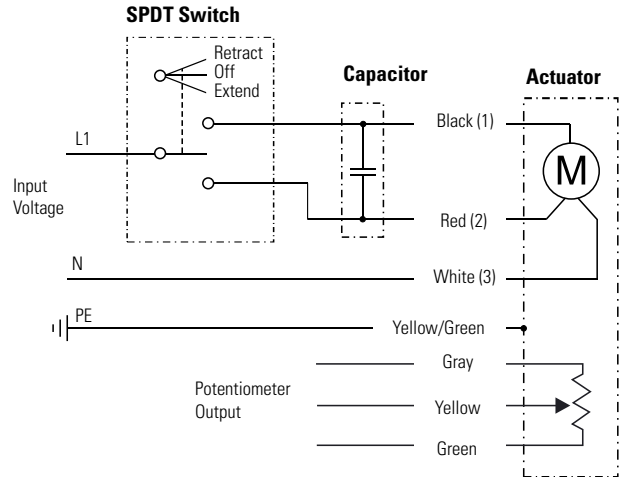 SPDT Switch
Retract
Off
Extend
Capacitor
Actuator
L1
Input
Voltage
Black (1)
M
Red (2)
N
White (3)
PE
Yellow/Green
Gray
Potentiometer
Output
Yellow
Green